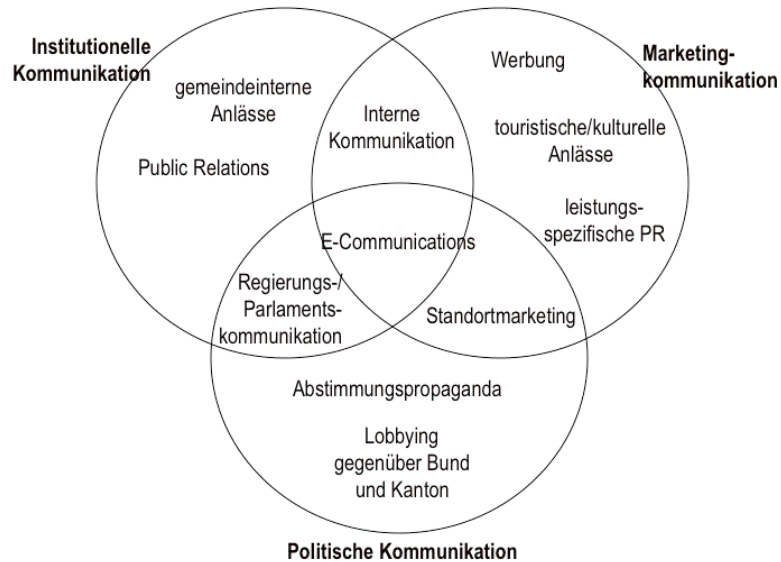 Institutionelle
Kommunikation
Marketing-
kommunikation
Werbung
gemeindeinterne
Anlässe
Interne
Kommunikation
touristische/kulturelle
Anlässe
Public Relations
leistungs-
spezifische PR
E-Communications
Regierungs-/
Parlaments-
kommunikation
Standortmarketing
Abstimmungspropaganda
Lobbying
gegenüber Bund
und Kanton
Politische Kommunikation